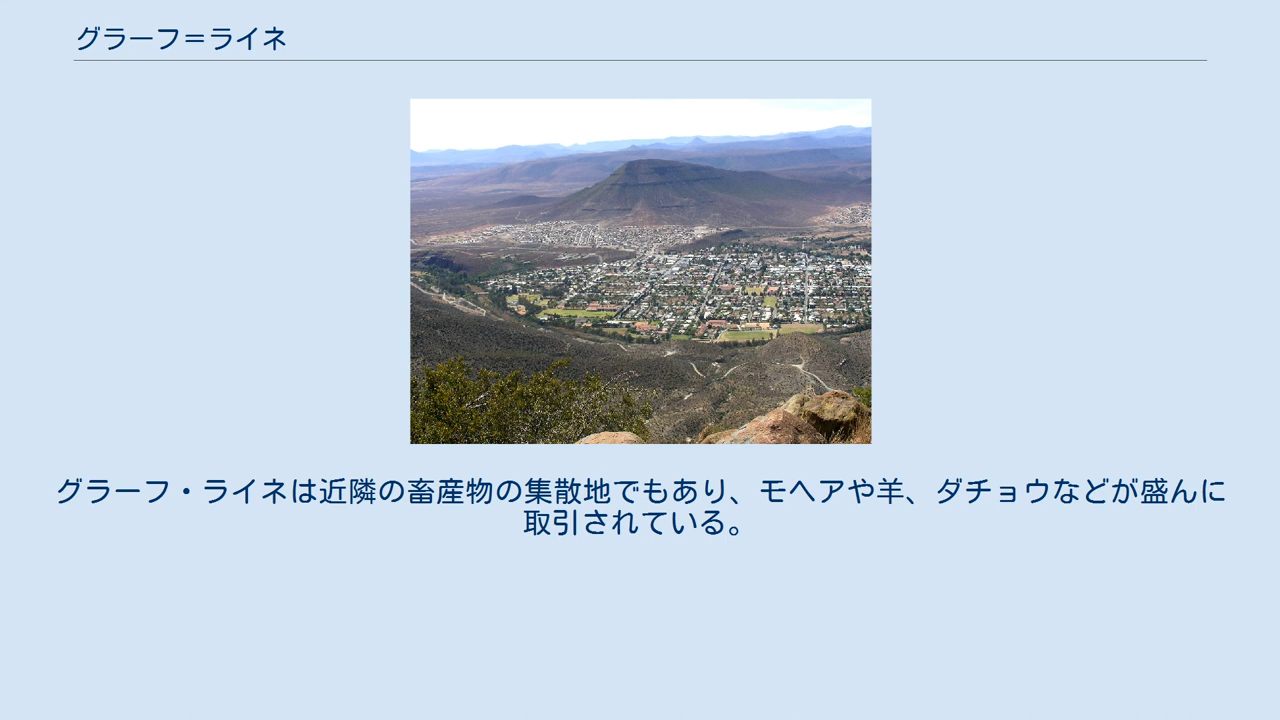 グラーフ＝ライネ
グラーフ・ライネは近隣の畜産物の集散地でもあり、モヘアや羊、ダチョウなどが盛んに
取引されている。